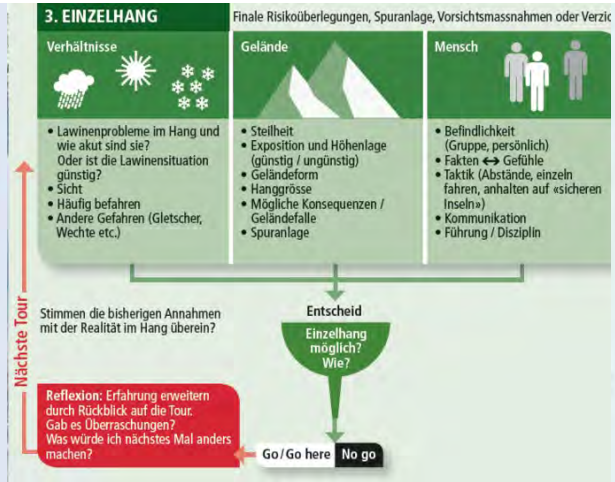 3. EINZELHANG
Finale Risikoüberlegungen, Spuranlage, Vorsichtsmassnahmen oder Verzic
Verhältnisse
• Lawinenprobleme im Hang und
wie akut sind sie?
Oder ist die Lawinensituation
günstig?
• Sicht
• Häufig befahren
• Andere Gefahren (Gletscher,
Wechte etc.)
Gelände
• Steilheit
• Exposition und Höhenlage
(günstig / ungünstig)
• Geländeform
• Hanggrösse
• Mögliche Konsequenzen /
Geländefalle
• Spuranlage
Mensch
• Befindlichkeit
(Gruppe, persönlich)
• Fakten ↔ Gefühle
• Taktik (Abstände, einzeln
fahren, anhalten auf «sicheren
Inseln»)
• Kommunikation
• Führung / Disziplin
Nächste Tour
Stimmen die bisherigen Annahmen
mit der Realität im Hang überein?
Entscheid
Einzelhang
möglich?
Wie?
Reflexion: Erfahrung erweitern
durch Rückblick auf die Tour.
Gab es Überraschungen?
Was würde ich nächstes Mal anders
machen?
Go/Go here No go